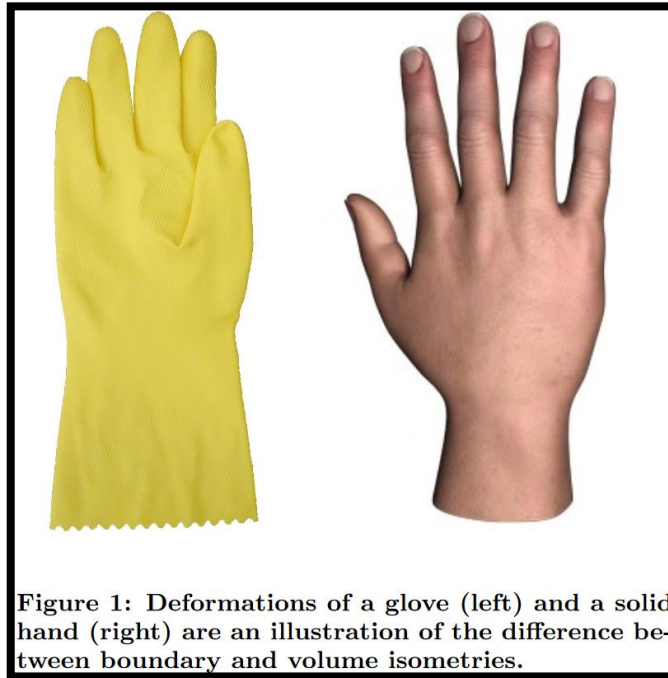 Figure 1: Deformations of a glove (left) and a solid
hand (right) are an illustration of the difference be-
tween boundary and volume isometries.